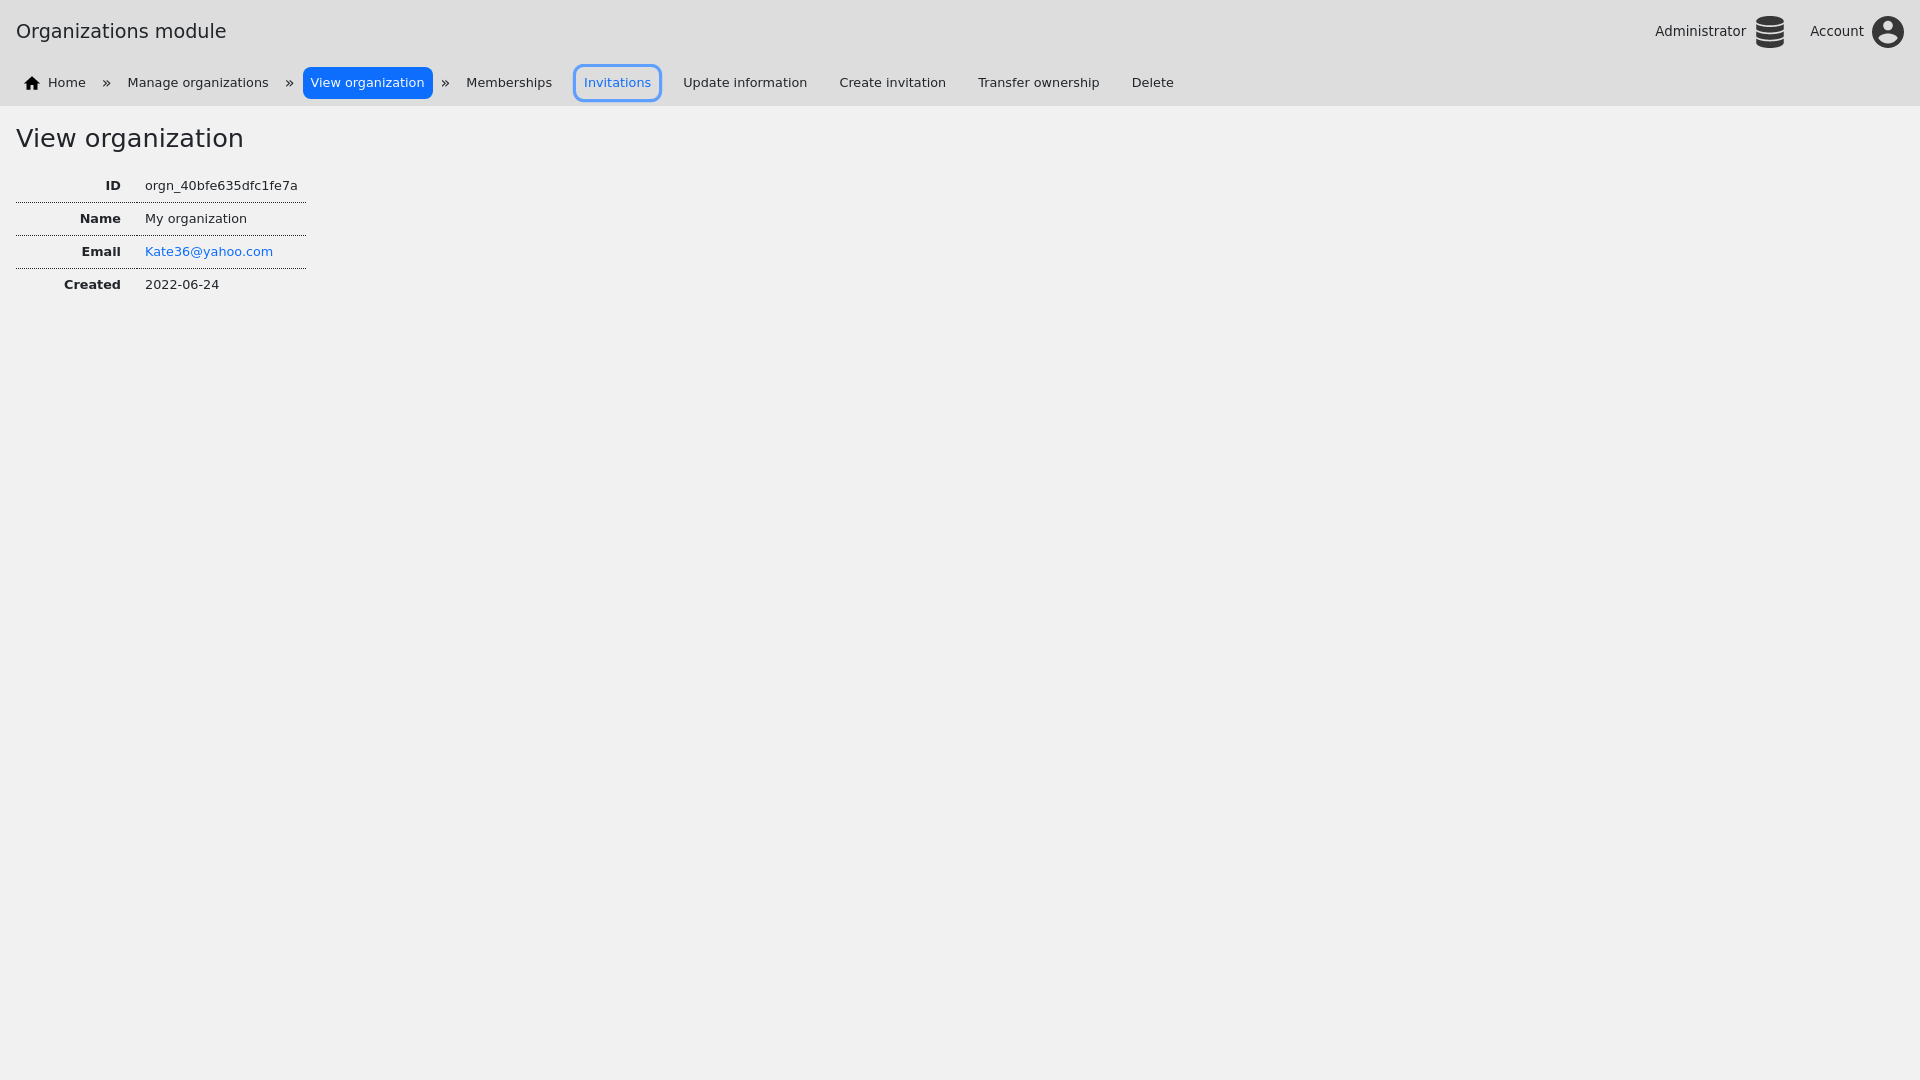 Organizations module
Administrator
Account
Home » Manage organizations » View organization » Memberships Invitations Update information Create invitation Transfer ownership Delete
View organization
ID orgn_40bfe635dfc1fe7a
Name My organization
Email Kate36@yahoo.com
Created 2022-06-24